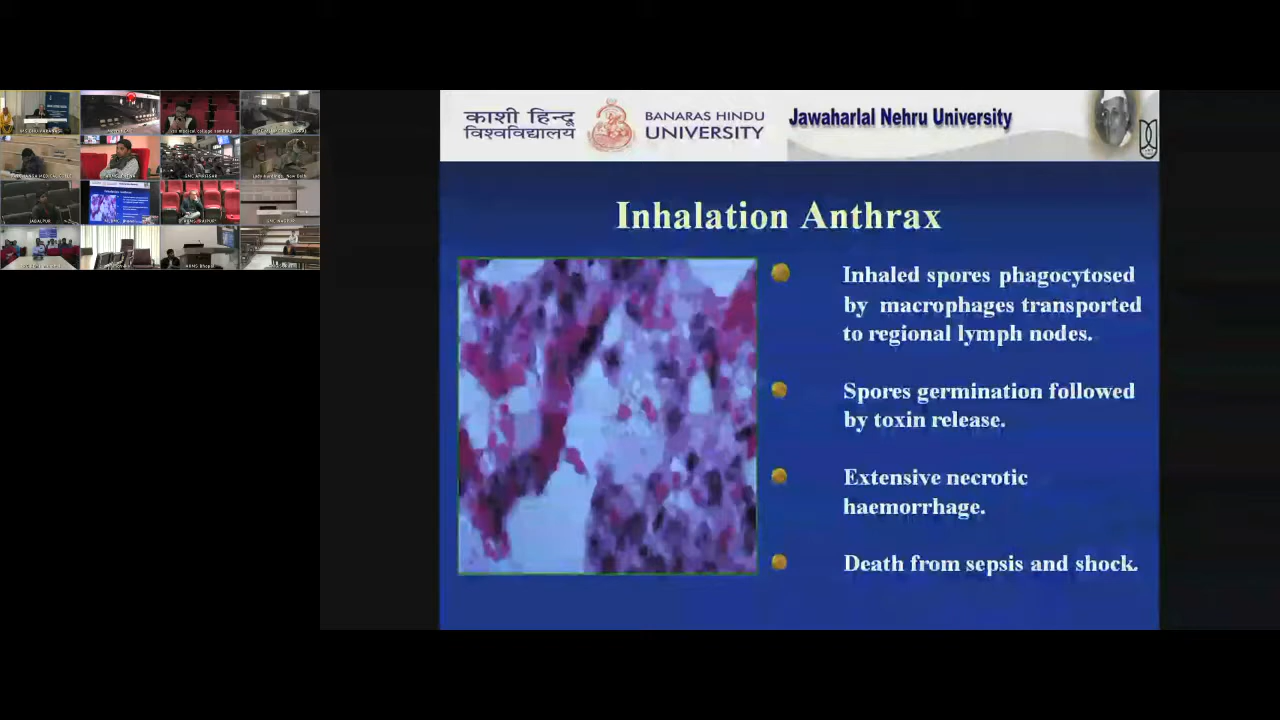 काशी हिन्दू
विश्वविद्यालय
BANARAS HINDU
UNIVERSITY
Jawaharlal Nehru University
Inhalation Anthrax
Inhaled spores phagocytosed
by macrophages transported
to regional lymph nodes.
Spores germination followed
by toxin release.
Extensive necrotic
haemorrhage.
Death from sepsis and shock.